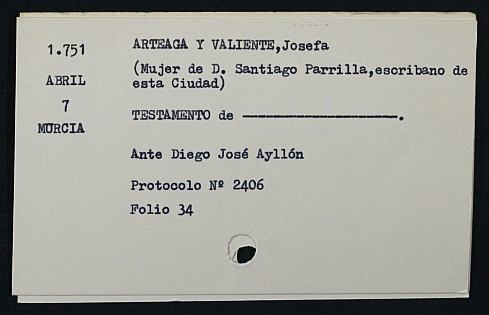 1.751
ABRIL
7
MURCIA
ARTEAGA Y VALIENTE,Josefa
(Mujer de D. Santiago Parrilla,escribano de
esta Ciudad)
TESTAMENTO de --------------------.
Ante Diego José Ayllón
Protocolo Nº 2406
Folio 34